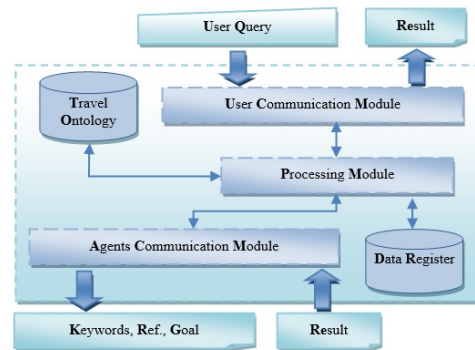 User Query
Result
Travel
Ontology
User Communication Module
Processing Module
Agents Communication Module
Data Register
Keywords, Ref., Goal
Result